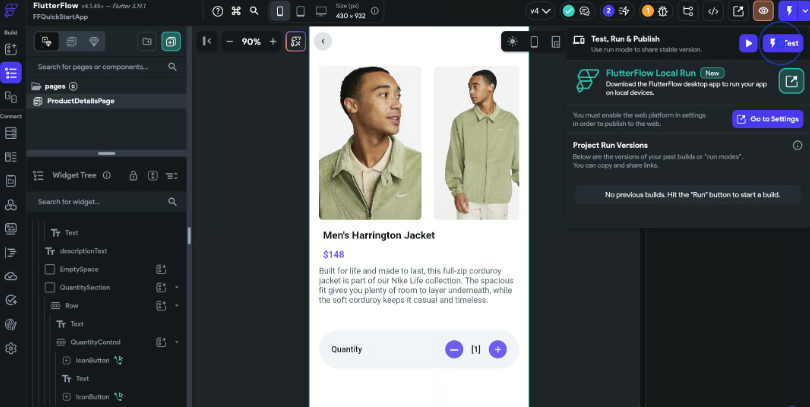 FlutterFlow v4.1.45+ – Flutter 3.19.1
FFQuickStartApp
Size (px)
430 × 932
v4
2
1
Build
Connect
Search for pages or components...
pages 0
ProductDetailsPage
Widget Tree
Search for widget...
Text
descriptionText
EmptySpace
QuantitySection
Row
Text
QuantityControl
IconButton
Text
IconButton
90%
Men's Harrington Jacket
$148
Built for life and made to last, this full-zip corduroy
jacket is part of our Nike Life collection. The spacious
fit gives you plenty of room to layer underneath, while
the soft corduroy keeps it casual and timeless.
Quantity
[1]
Test, Run & Publish
Use run mode to share stable version.
Test
FlutterFlow Local Run New
Download the FlutterFlow desktop app to run your app
on local devices.
You must enable the web platform in settings
in order to publish to the web.
Go to Settings
Project Run Versions
Below are the versions of your past builds or "run modes".
You can copy and share links.
No previous builds. Hit the "Run" button to start a build.